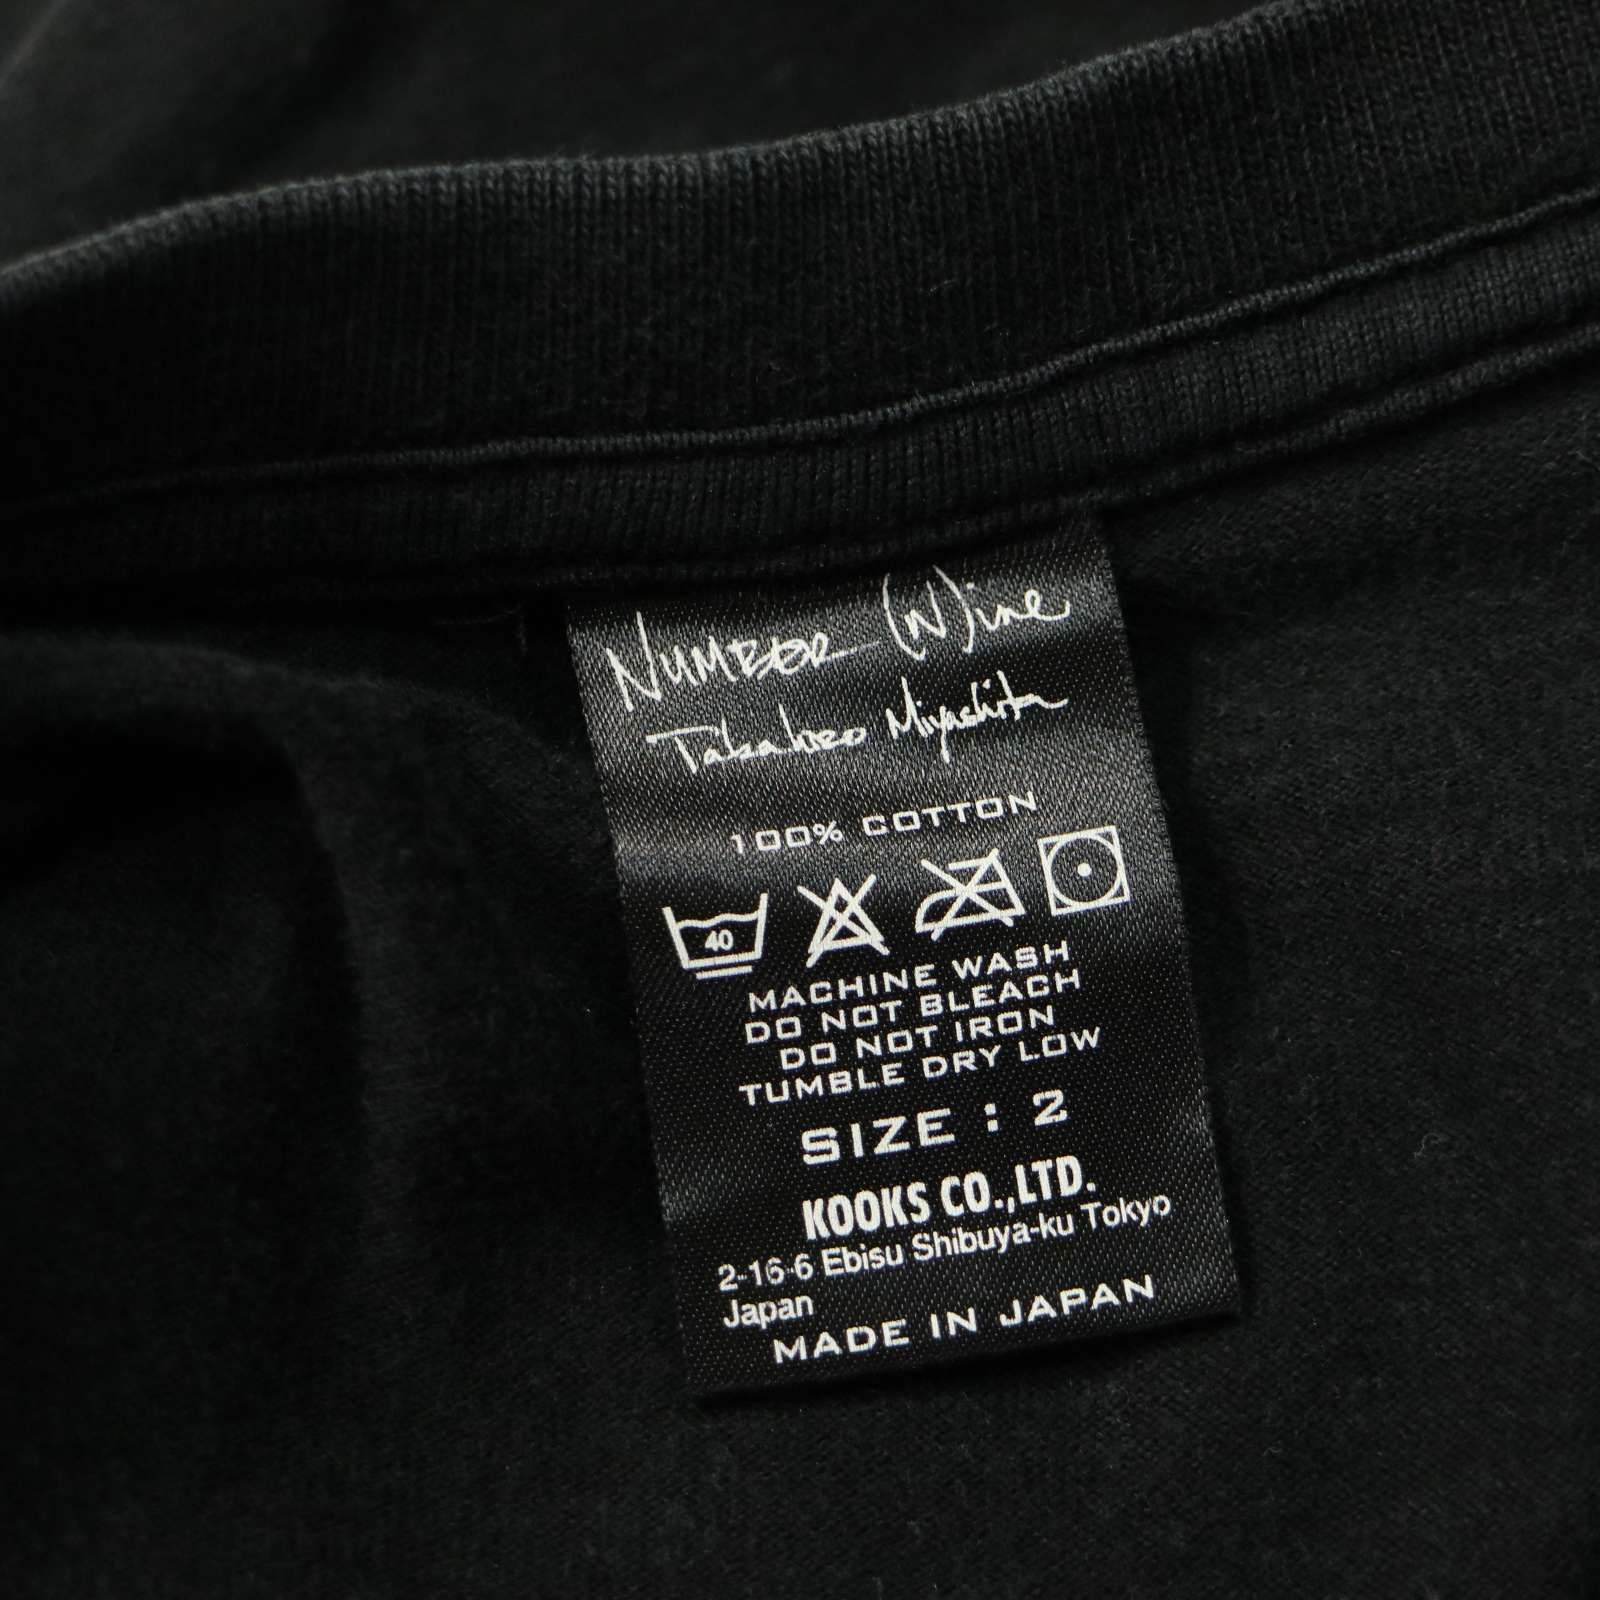 NUMBER (N)ine
Takahiro Miyashita
100% COTTON
40
MACHINE WASH
DO NOT BLEACH
DO NOT IRON
TUMBLE DRY LOW
SIZE : 2
KOOKS CO.,LTD.
2-16-6 Ebisu Shibuya-ku Tokyo
Japan
MADE IN JAPAN